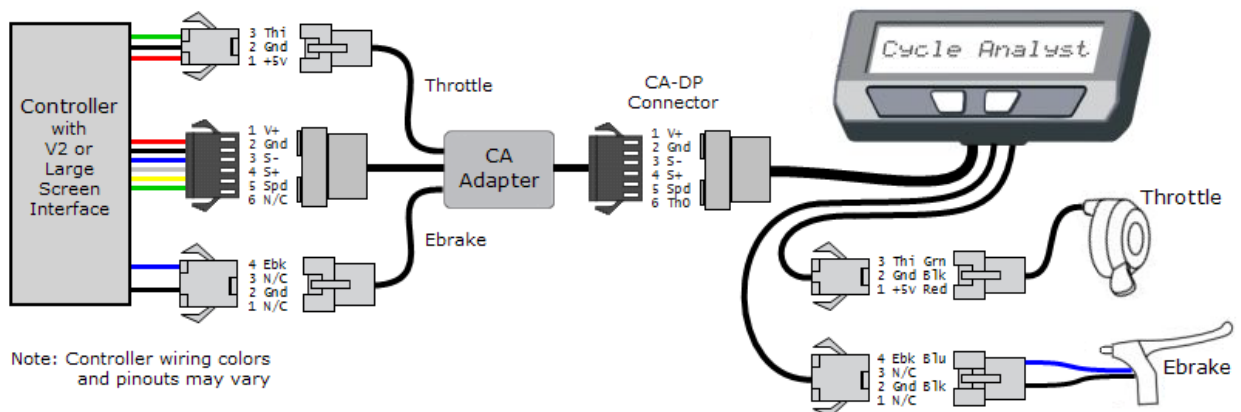 Controller
with
V2 or
Large
Screen
Interface
3 Thi
2 Gnd
1 +5v
Throttle
1 V+
2 Gnd
3 S-
4 S+
5 Spd
6 N/C
CA
Adapter
Ebrake
4 Ebk
3 N/C
2 Gnd
1 N/C
CA-DP
Connector
1 V+
2 Gnd
3 S-
4 S+
5 Spd
6 ThO
Cycle Analyst
Throttle
3 Thi Grn
2 Gnd Blk
1 +5v Red
4 Ebk Blu
3 N/C
2 Gnd Blk
1 N/C
Ebrake
Note: Controller wiring colors
and pinouts may vary